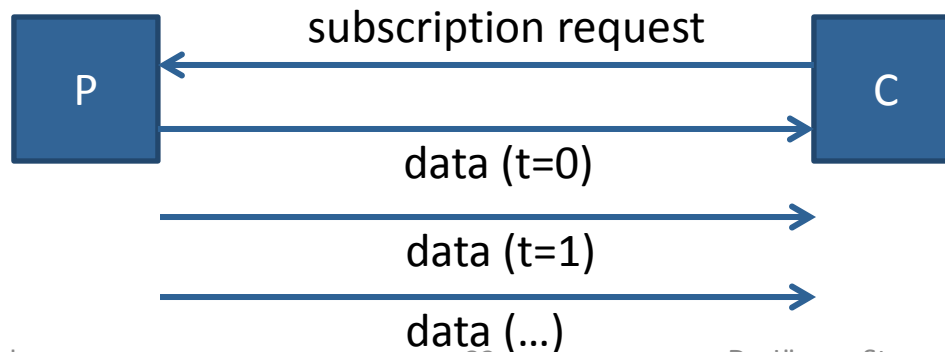 subscription request
P
C
data (t=0)
data (t=1)
data (…)